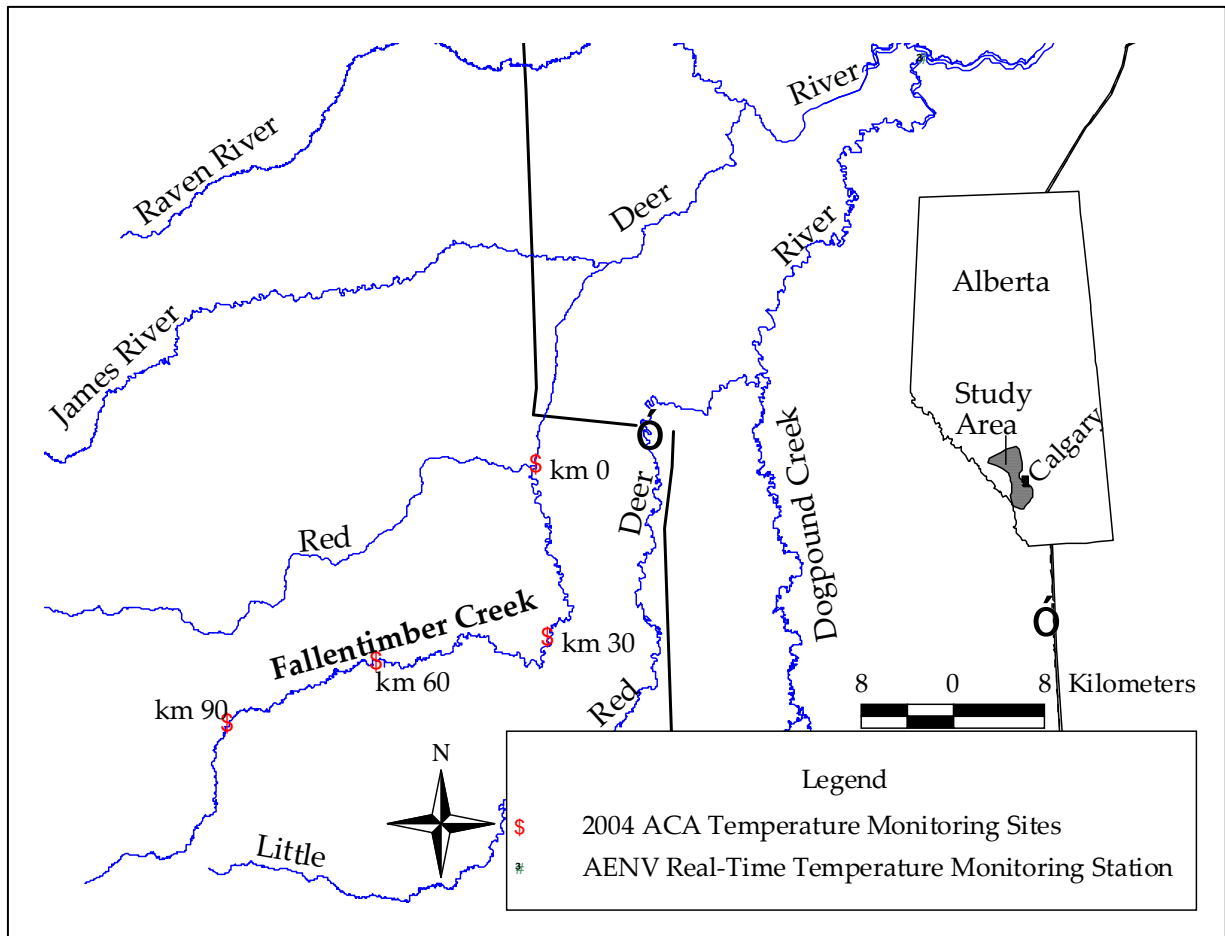 River
Raven River
Deer
River
Alberta
James River
Study
Area
Calgary
Ó
km 0
Deer
Dogpound Creek
Red
Ó
Fallentimber Creek
km 30
km 60
Red
km 90
8 0 8 Kilometers
N
Legend
$ 2004 ACA Temperature Monitoring Sites
# AENV Real-Time Temperature Monitoring Station
Little